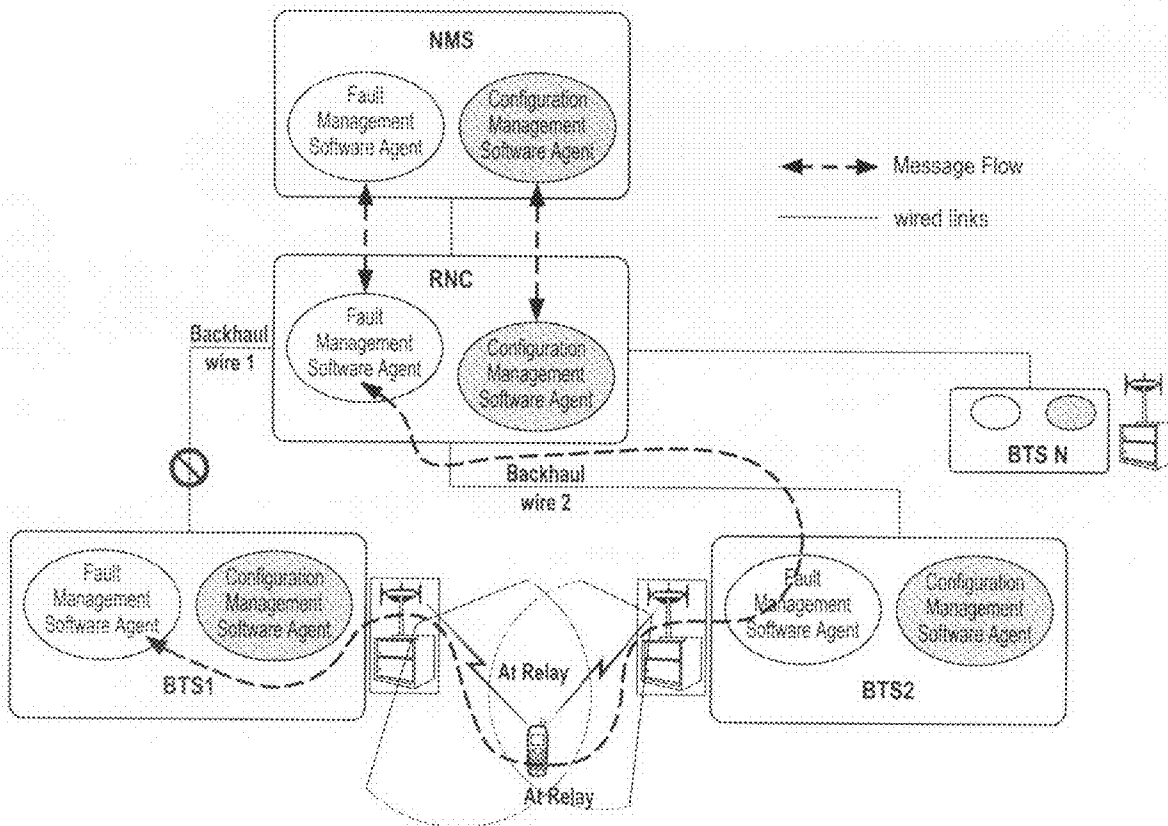 NMS
Fault
Management
Software Agent
Configuration
Management
Software Agent
Message Flow
wired links
RNC
Fault
Management
Software Agent
Configuration
Management
Software Agent
Backhaul
wire 1
BTS N
Backhaul
wire 2
Fault
Management
Software Agent
Configuration
Management
Software Agent
BTS1
At Relay
At Relay
Fault
Management
Software Agent
Configuration
Management
Software Agent
BTS2